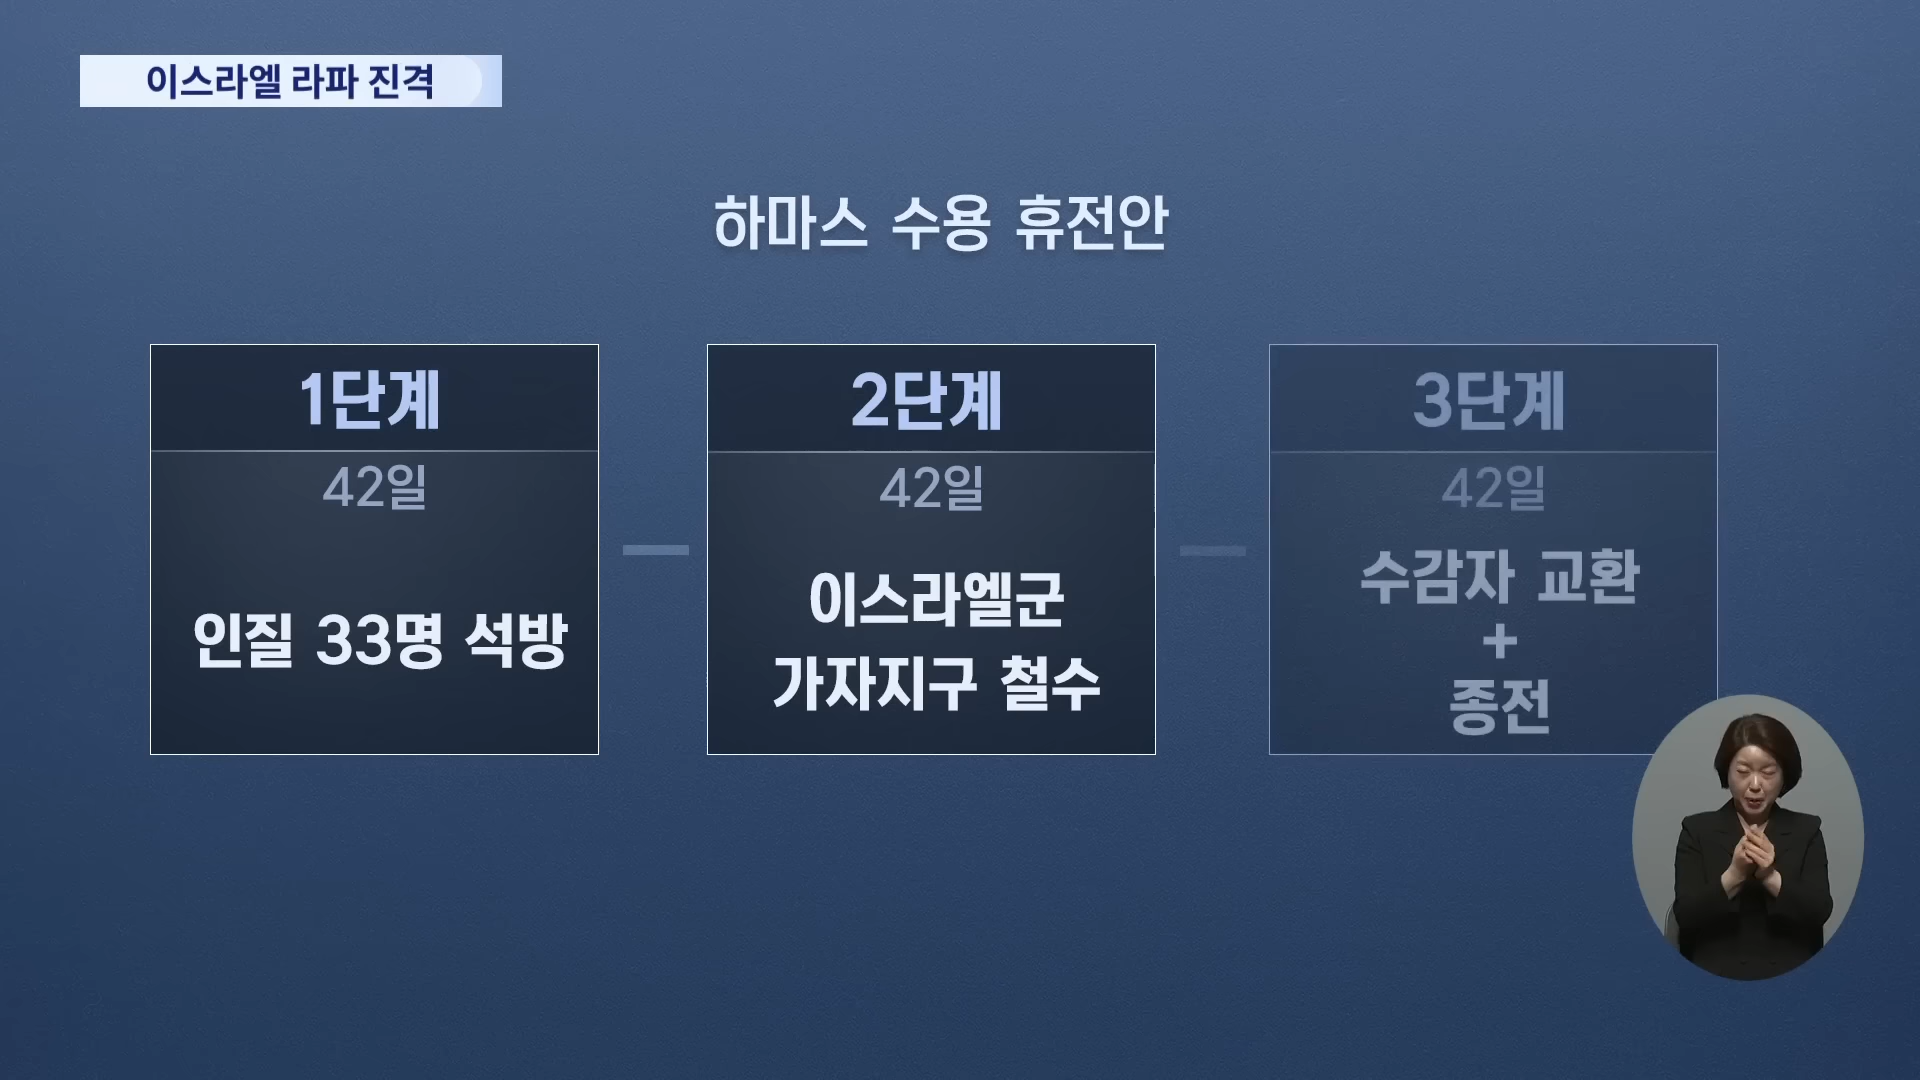 이스라엘 라파 진격
하마스 수용 휴전안
1단계
42일
인질 33명 석방
2단계
42일
이스라엘군
가자지구 철수
3단계
42일
수감자 교환
+
종전